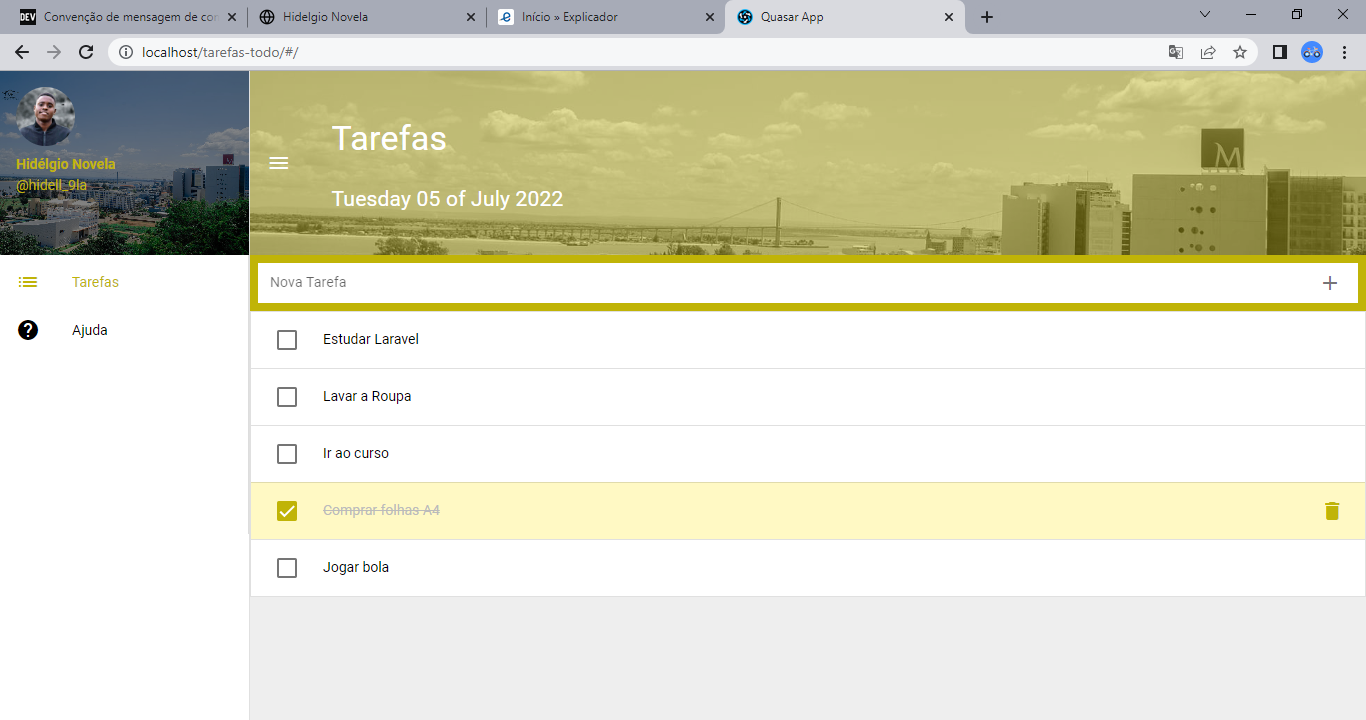 DEV Convenção de mensagem de con
Hidelgio Novela
Início » Explicador
Quasar App
localhost/tarefas-todo/#/
Hidélgio Novela
@hidell_9la
Tarefas
Ajuda
Tarefas
Tuesday 05 of July 2022
M
Nova Tarefa
Estudar Laravel
Lavar a Roupa
Ir ao curso
Comprar folhas A4
Jogar bola